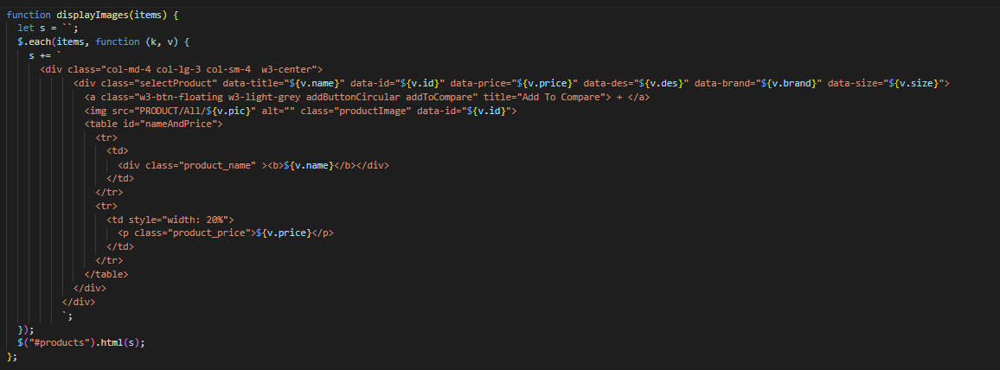 function displayImages(items) {
  let s = ``;
  $.each(items, function (k, v) {
    s += `
      <div class="col-md-4 col-lg-3 col-sm-4  w3-center">
            <div class="selectProduct" data-title="${v.name}" data-id="${v.id}" data-price="${v.price}" data-des="${v.des}" data-brand="${v.brand}" data-size="${v.size}">
              <a class="w3-btn-floating w3-light-grey addButtonCircular addToCompare" title="Add To Compare"> + </a>
              <img src="PRODUCT/All/${v.pic}" alt="" class="productImage" data-id="${v.id}">
              <table id="nameAndPrice">
                <tr>
                  <td>
                    <div class="product_name" ><b>${v.name}</b></div>
                  </td>
                </tr>
                <tr>
                  <td style="width: 20%">
                    <p class="product_price">${v.price}</p>
                  </td>
                </tr>
              </table>
            </div>
          </div>
          `;
  });
  $("#products").html(s);
};